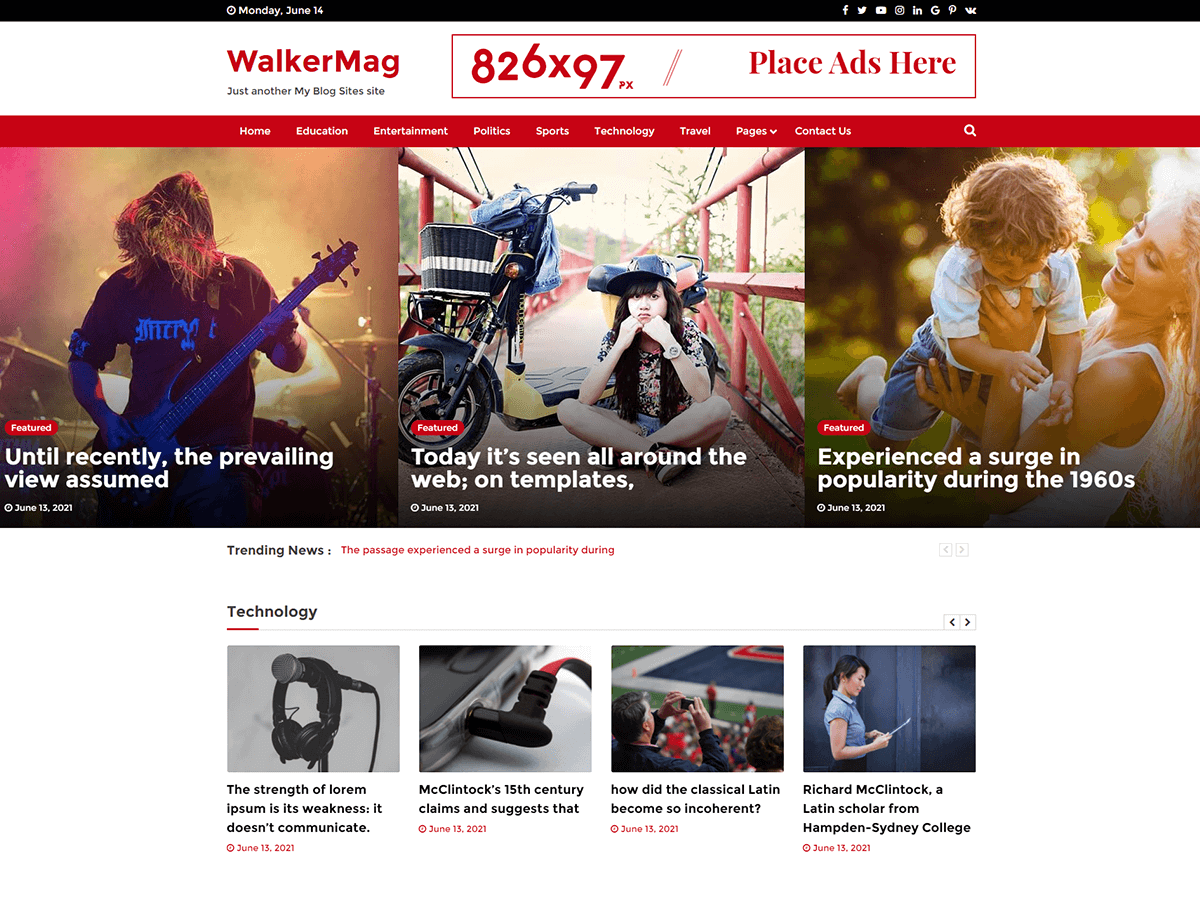 Monday, June 14
WalkerMag
Just another My Blog Sites site
826x97PX // Place Ads Here
Home Education Entertainment Politics Sports Technology Travel Pages Contact Us
Featured
Until recently, the prevailing
view assumed
June 13, 2021
Featured
Today it’s seen all around the
web; on templates,
June 13, 2021
Featured
Experienced a surge in
popularity during the 1960s
June 13, 2021
Trending News : The passage experienced a surge in popularity during
Technology
The strength of lorem
ipsum is its weakness: it
doesn’t communicate.
June 13, 2021
McClintock’s 15th century
claims and suggests that
June 13, 2021
how did the classical Latin
become so incoherent?
June 13, 2021
Richard McClintock, a
Latin scholar from
Hampden-Sydney College
June 13, 2021